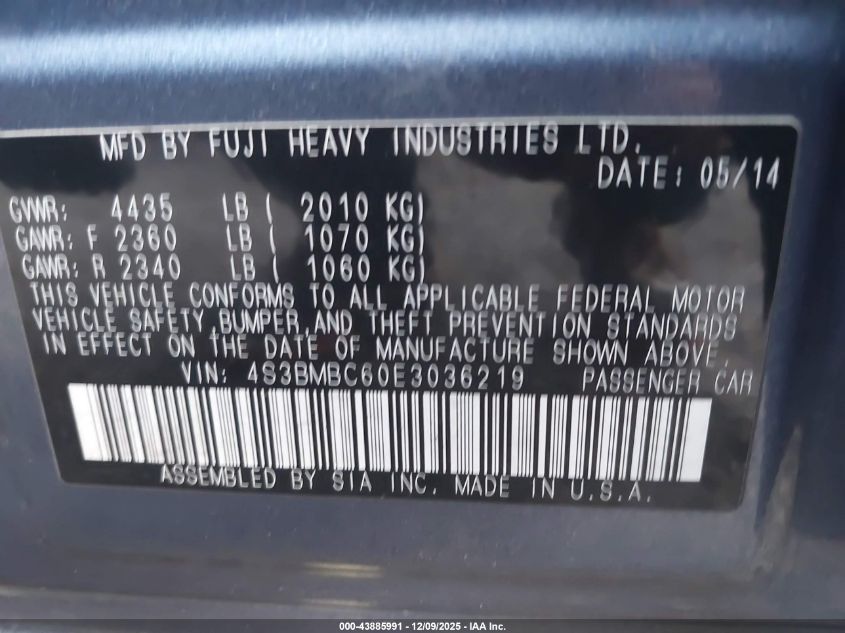 MFD BY FUJI HEAVY INDUSTRIES LTD.
DATE: 05/14
GVWR: 4435 LB ( 2010 KG)
GAWR: F 2360 LB ( 1070 KG)
GAWR: R 2340 LB ( 1060 KG)
THIS VEHICLE CONFORMS TO ALL APPLICABLE FEDERAL MOTOR
VEHICLE SAFETY,BUMPER,AND THEFT PREVENTION STANDARDS
IN EFFECT ON THE DATE OF MANUFACTURE SHOWN ABOVE.
VIN: 4S3BMBC60E3036219 PASSENGER CAR
ASSEMBLED BY SIA INC. MADE IN U.S.A.
000-43885991 - 12/09/2025 - IAA Inc.